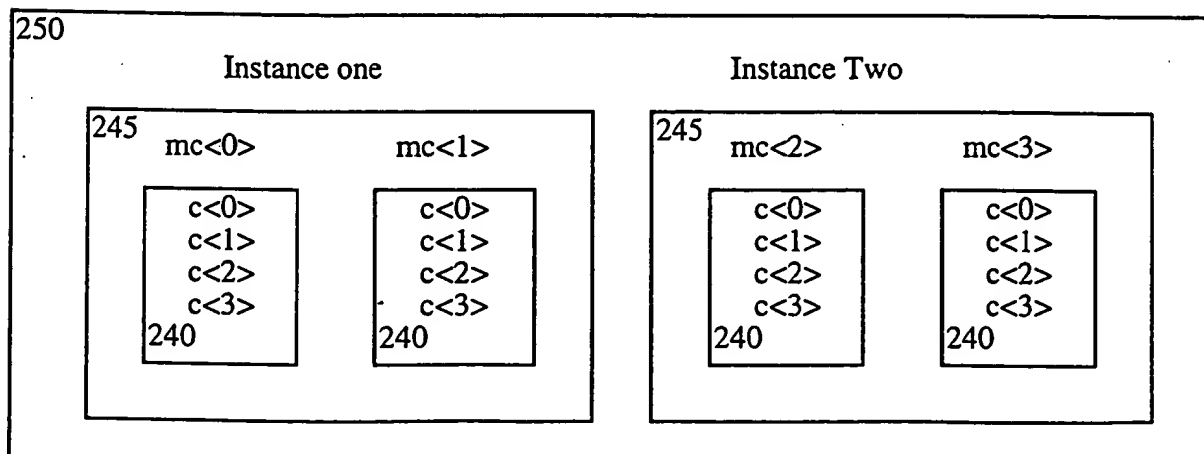 250
Instance one
Instance Two
245
mc<0>
mc<1>
c<0>
c<1>
c<2>
c<3>
240
c<0>
c<1>
c<2>
c<3>
240
245
mc<2>
mc<3>
c<0>
c<1>
c<2>
c<3>
240
c<0>
c<1>
c<2>
c<3>
240